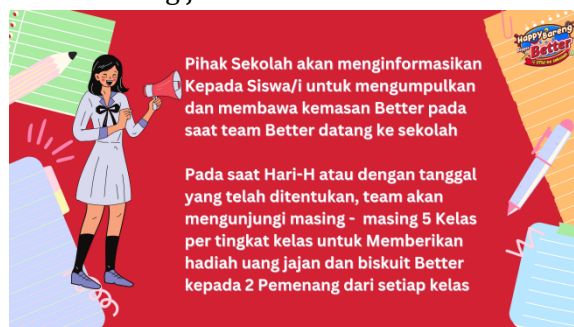 Happy Bareng
Better
Pihak Sekolah akan menginformasikan
Kepada Siswa/i untuk mengumpulkan
dan membawa kemasan Better pada
saat team Better datang ke sekolah
Pada saat Hari-H atau dengan tanggal
yang telah ditentukan, team akan
mengunjungi masing - masing 5 Kelas
per tingkat kelas untuk Memberikan
hadiah uang jajan dan biskuit Better
kepada 2 Pemenang dari setiap kelas